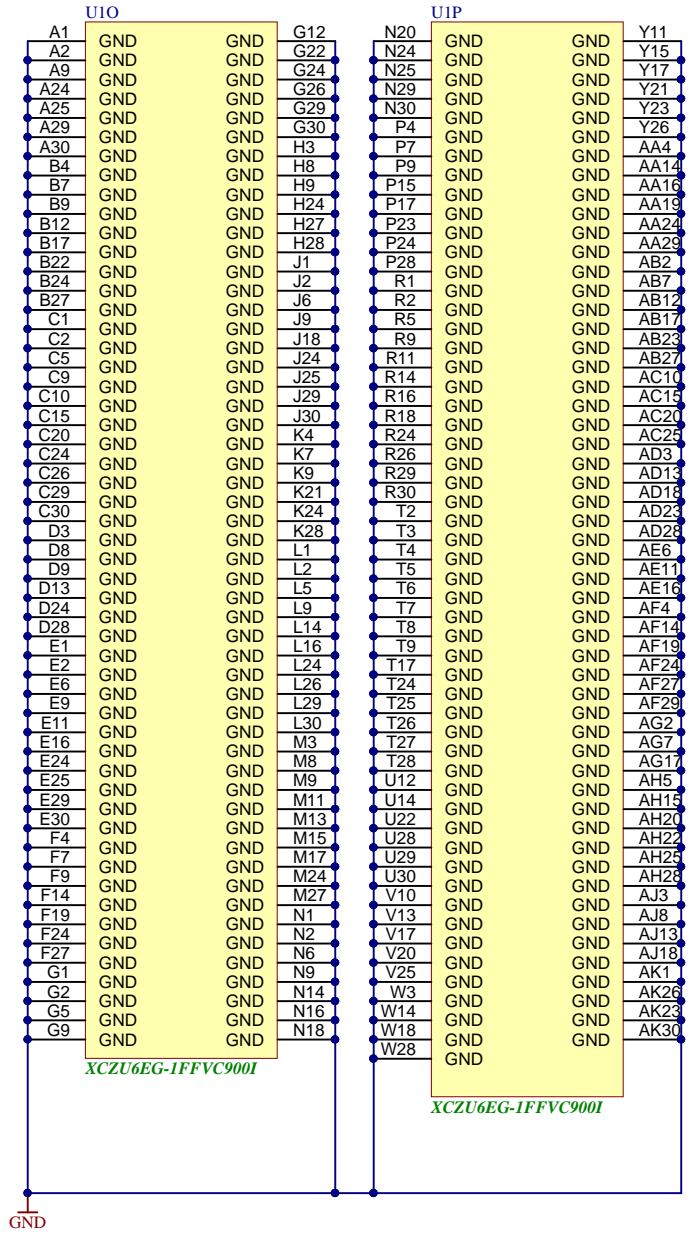 U1O
A1 GND GND G12
A2 GND GND G22
A9 GND GND G24
A24 GND GND G26
A25 GND GND G29
A29 GND GND G30
A30 GND GND H3
B4 GND GND H8
B7 GND GND H9
B9 GND GND H24
B12 GND GND H27
B17 GND GND H28
B22 GND GND J1
B24 GND GND J2
B27 GND GND J6
C1 GND GND J9
C2 GND GND J18
C5 GND GND J24
C9 GND GND J25
C10 GND GND J29
C15 GND GND J30
C20 GND GND K4
C24 GND GND K7
C26 GND GND K9
C29 GND GND K21
C30 GND GND K24
D3 GND GND K28
D8 GND GND L1
D9 GND GND L2
D13 GND GND L5
D24 GND GND L9
D28 GND GND L14
E1 GND GND L16
E2 GND GND L24
E6 GND GND L26
E9 GND GND L29
E11 GND GND L30
E16 GND GND M3
E24 GND GND M8
E25 GND GND M9
E29 GND GND M11
E30 GND GND M13
F4 GND GND M15
F7 GND GND M17
F9 GND GND M24
F14 GND GND M27
F19 GND GND N1
F24 GND GND N2
F27 GND GND N6
G1 GND GND N9
G2 GND GND N14
G5 GND GND N16
G9 GND GND N18
XCZU6EG-1FFVC900I
U1P
N20 GND GND Y11
N24 GND GND Y15
N25 GND GND Y17
N29 GND GND Y21
N30 GND GND Y23
P4 GND GND Y26
P7 GND GND AA4
P9 GND GND AA14
P15 GND GND AA16
P17 GND GND AA19
P23 GND GND AA24
P24 GND GND AA29
P28 GND GND AB2
R1 GND GND AB7
R2 GND GND AB12
R5 GND GND AB17
R9 GND GND AB23
R11 GND GND AB27
R14 GND GND AC10
R16 GND GND AC15
R18 GND GND AC20
R24 GND GND AC25
R26 GND GND AD3
R29 GND GND AD13
R30 GND GND AD18
T2 GND GND AD23
T3 GND GND AD28
T4 GND GND AE6
T5 GND GND AE11
T6 GND GND AE16
T7 GND GND AF4
T8 GND GND AF14
T9 GND GND AF19
T17 GND GND AF24
T24 GND GND AF27
T25 GND GND AF29
T26 GND GND AG2
T27 GND GND AG7
T28 GND GND AG17
U12 GND GND AH5
U14 GND GND AH15
U22 GND GND AH20
U28 GND GND AH22
U29 GND GND AH25
U30 GND GND AH28
V10 GND GND AJ3
V13 GND GND AJ8
V17 GND GND AJ13
V20 GND GND AJ18
V25 GND GND AK1
W3 GND GND AK26
W14 GND GND AK23
W18 GND GND AK30
W28 GND
XCZU6EG-1FFVC900I
GND